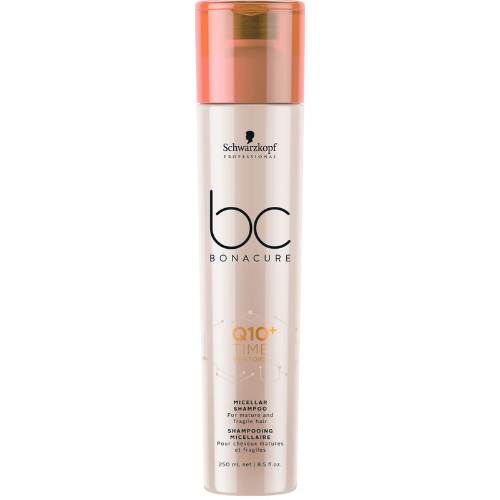 Schwarzkopf
PROFESSIONAL
bc
BONACURE
Q10+
TIME
RESTORE
MICELLAR
SHAMPOO
For mature and
fragile hair
SHAMPOOING
MICELLAIRE
Pour cheveux matures
et fragiles
250 mL net | 8.5 fl.oz.